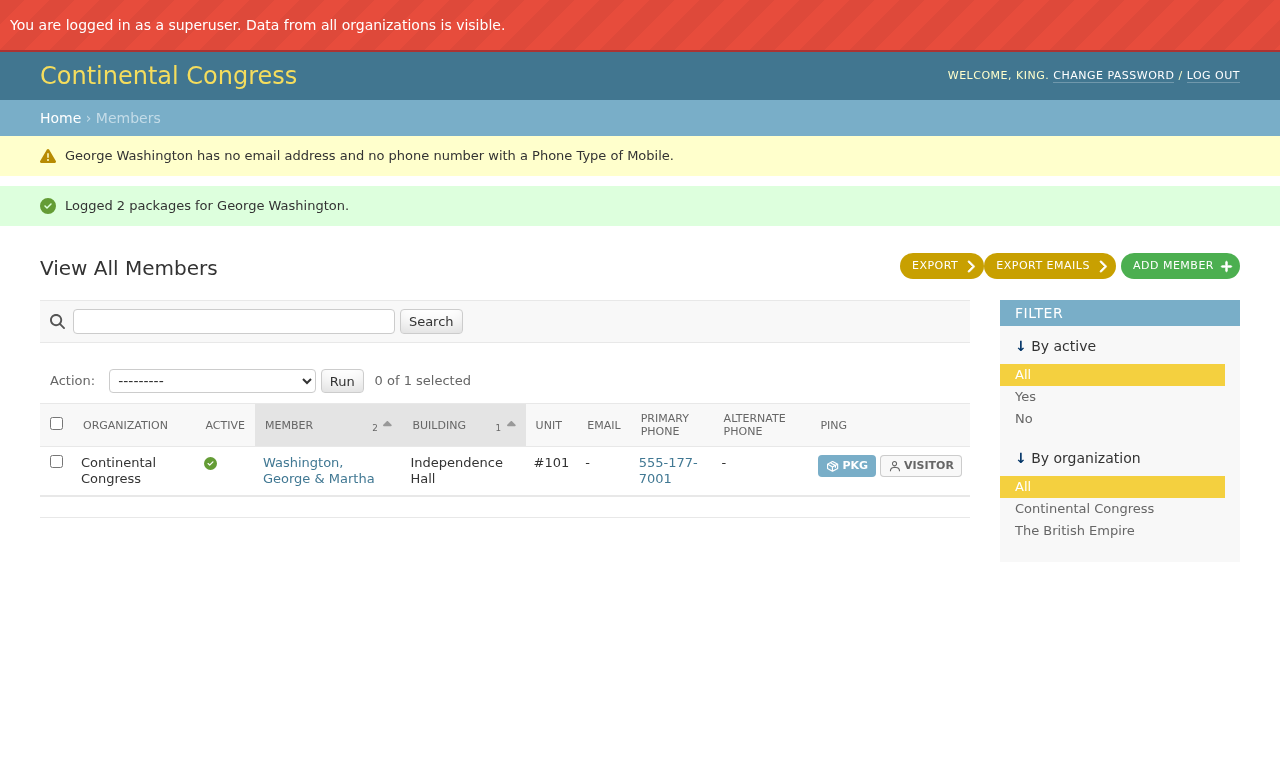 You are logged in as a superuser. Data from all organizations is visible.
Continental Congress
WELCOME, KING. CHANGE PASSWORD / LOG OUT
Home › Members
George Washington has no email address and no phone number with a Phone Type of Mobile.
Logged 2 packages for George Washington.
View All Members
EXPORT
EXPORT EMAILS
ADD MEMBER
Search
Action:
---------
Run
0 of 1 selected
ORGANIZATION
ACTIVE
MEMBER
2
BUILDING
1
UNIT
EMAIL
PRIMARY
PHONE
ALTERNATE
PHONE
PING
Continental
Congress
Washington,
George & Martha
Independence
Hall
#101
-
555-177-
7001
-
PKG
VISITOR
FILTER
↓ By active
All
Yes
No
↓ By organization
All
Continental Congress
The British Empire